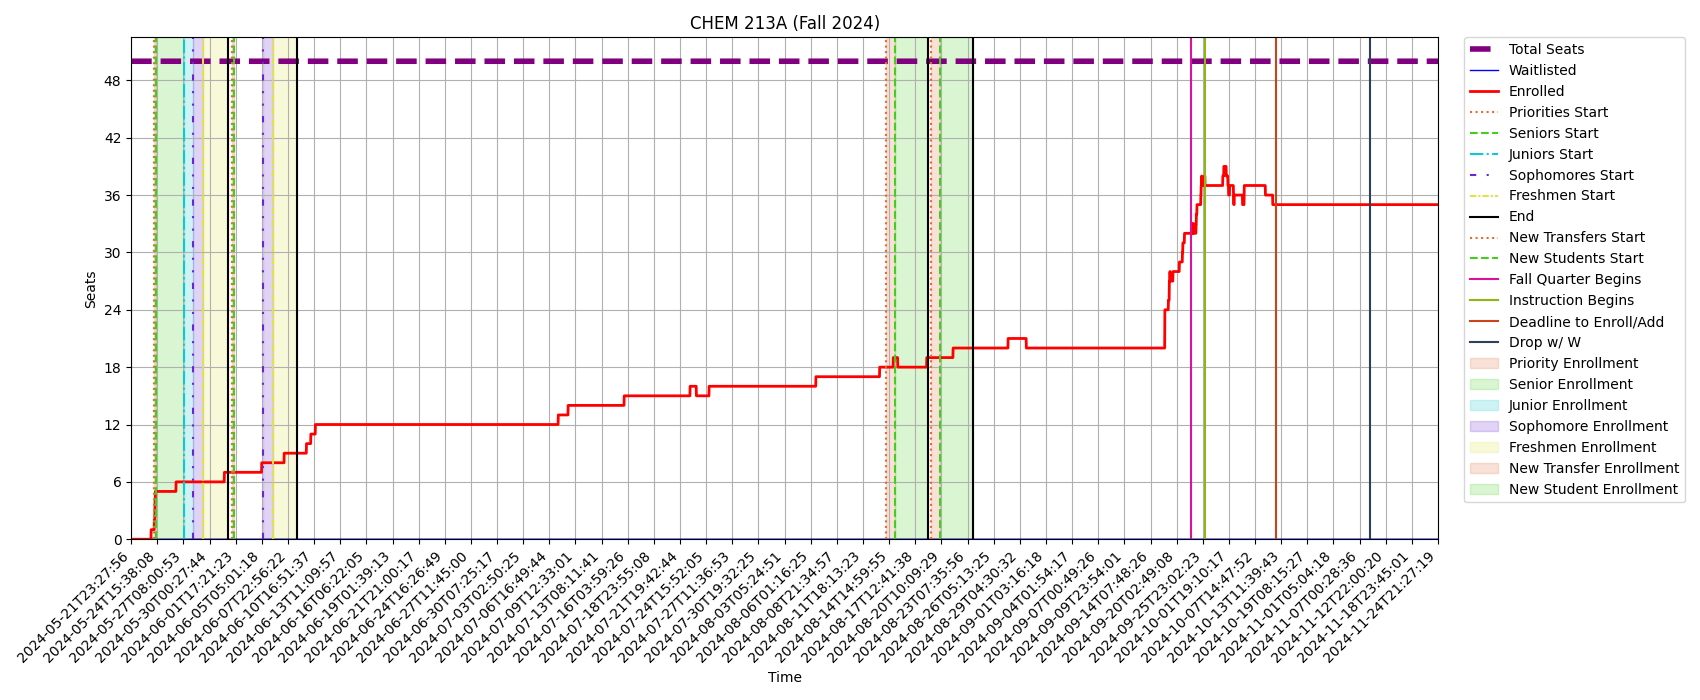 CHEM 213A (Fall 2024)
Seats
48
42
36
30
24
18
12
6
0
2024-05-21T23:27:56
2024-05-24T15:38:08
2024-05-27T08:00:53
2024-05-30T00:27:44
2024-06-01T17:21:23
2024-06-05T05:01:18
2024-06-07T22:56:22
2024-06-10T16:51:37
2024-06-13T11:09:57
2024-06-16T06:22:05
2024-06-19T01:39:13
2024-06-21T21:00:17
2024-06-24T16:26:49
2024-06-27T11:45:00
2024-06-30T07:25:17
2024-07-03T02:50:25
2024-07-06T16:49:44
2024-07-09T12:33:01
2024-07-13T08:11:41
2024-07-16T03:59:26
2024-07-18T23:55:08
2024-07-21T19:42:44
2024-07-24T15:52:05
2024-07-27T11:36:53
2024-07-30T19:32:25
2024-08-03T05:24:51
2024-08-06T01:16:25
2024-08-08T21:34:57
2024-08-11T18:13:23
2024-08-14T14:59:55
2024-08-17T12:41:38
2024-08-20T10:09:29
2024-08-23T07:35:56
2024-08-26T05:13:25
2024-08-29T04:30:32
2024-09-01T03:16:18
2024-09-04T01:54:17
2024-09-07T00:49:26
2024-09-09T23:54:01
2024-09-14T07:48:26
2024-09-20T02:49:08
2024-09-25T23:02:23
2024-10-01T19:10:17
2024-10-07T14:47:52
2024-10-13T11:39:43
2024-10-19T08:15:27
2024-11-01T05:04:18
2024-11-07T00:28:36
2024-11-12T22:00:20
2024-11-18T23:45:01
2024-11-24T21:27:19
Time
Total Seats
Waitlisted
Enrolled
Priorities Start
Seniors Start
Juniors Start
Sophomores Start
Freshmen Start
End
New Transfers Start
New Students Start
Fall Quarter Begins
Instruction Begins
Deadline to Enroll/Add
Drop w/ W
Priority Enrollment
Senior Enrollment
Junior Enrollment
Sophomore Enrollment
Freshmen Enrollment
New Transfer Enrollment
New Student Enrollment